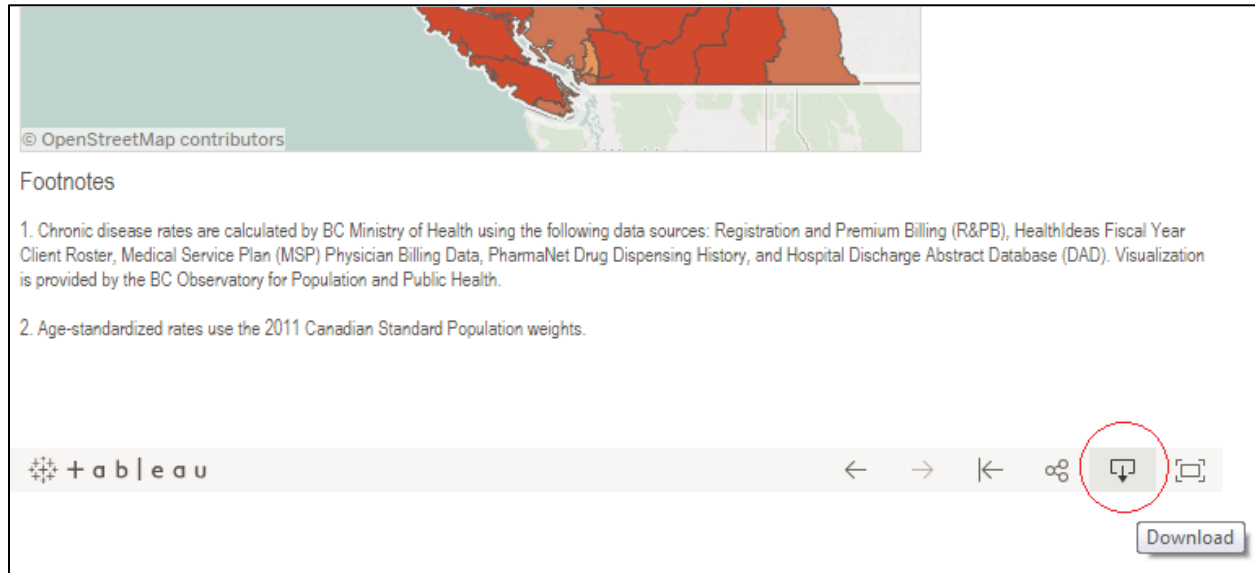 © OpenStreetMap contributors
Footnotes
1. Chronic disease rates are calculated by BC Ministry of Health using the following data sources: Registration and Premium Billing (R&PB), HealthIdeas Fiscal Year
Client Roster, Medical Service Plan (MSP) Physician Billing Data, PharmaNet Drug Dispensing History, and Hospital Discharge Abstract Database (DAD). Visualization
is provided by the BC Observatory for Population and Public Health.
2. Age-standardized rates use the 2011 Canadian Standard Population weights.
+ableau
Download